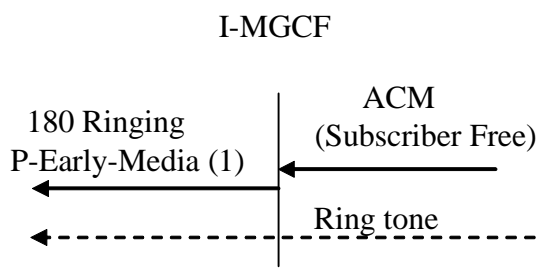 I-MGCF
ACM
180 Ringing
(Subscriber Free)
P-Early-Media (1)
Ring tone